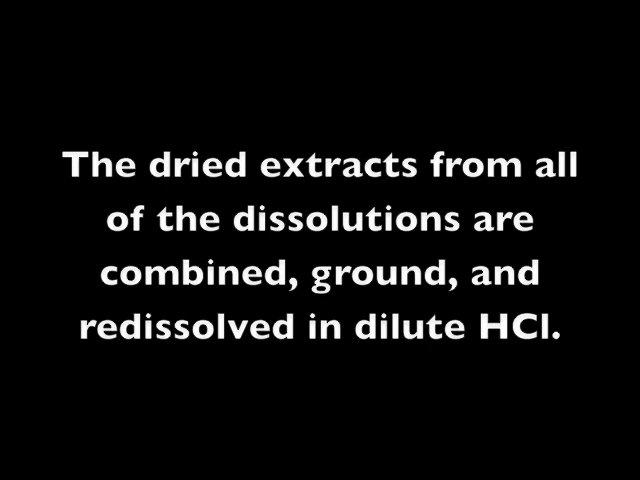 The dried extracts from all
of the dissolutions are
combined, ground, and
redissolved in dilute HCl.